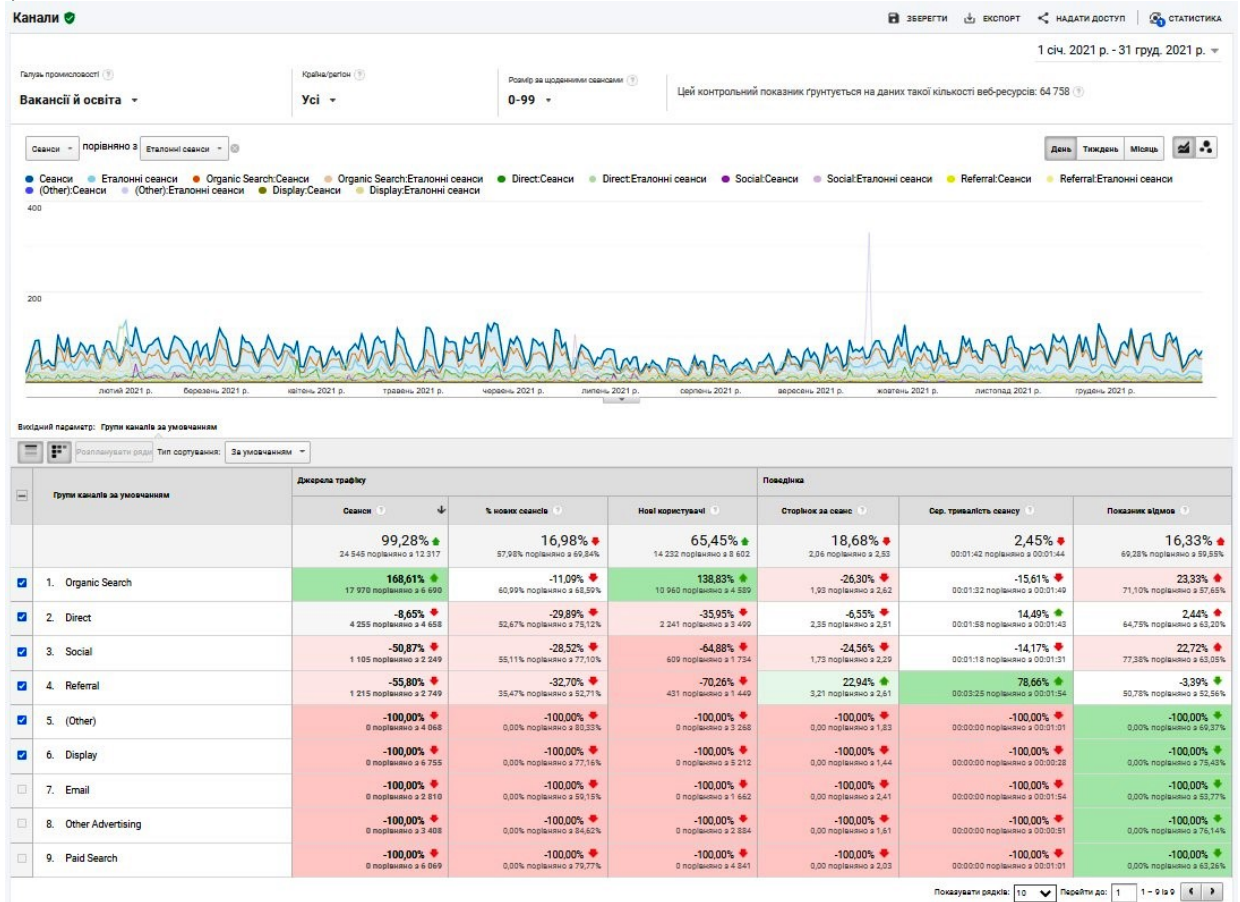 Канали
ЗБЕРЕГТИ ЕКСПОРТ НАДАТИ ДОСТУП СТАТИСТИКА
1 січ. 2021 р. - 31 груд. 2021 р.
Галузь промисловості Країна/регіон Розмір за щоденними сеансами
Вакансії й освіта Усі 0-99 Цей контрольний показник ґрунтується на даних такої кількості веб-ресурсів: 64 758
Сеанси порівняно з Еталонні сеанси День Тиждень Місяць
Сеанси Еталонні сеанси Organic Search:Сеанси Organic Search:Еталонні сеанси Direct:Сеанси Direct:Еталонні сеанси Social:Сеанси Social:Еталонні сеанси Referral:Сеанси Referral:Еталонні сеанси
(Other):Сеанси (Other):Еталонні сеанси Display:Сеанси Display:Еталонні сеанси
400
200
лютий 2021 р. березень 2021 р. квітень 2021 р. травень 2021 р. червень 2021 р. липень 2021 р. серпень 2021 р. вересень 2021 р. жовтень 2021 р. листопад 2021 р. грудень 2021 р.
Вихідний параметр: Групи каналів за умовчанням
Розпланувати ряди Тип сортування: За умовчанням
Групи каналів за умовчанням Джерела трафіку Поведінка
Сеанси % нових сеансів Нові користувачі Сторінок за сеанс Сер. тривалість сеансу Показник відмов
99,28% 16,98% 65,45% 18,68% 2,45% 16,33%
24 545 порівняно з 12 317 57,98% порівняно з 69,84% 14 232 порівняно з 8 602 2,06 порівняно з 2,53 00:01:42 порівняно з 00:01:44 69,28% порівняно з 59,55%
1. Organic Search 168,61% -11,09% 138,83% -26,30% -15,61% 23,33%
17 970 порівняно з 6 690 60,99% порівняно з 68,59% 10 960 порівняно з 4 589 1,93 порівняно з 2,62 00:01:32 порівняно з 00:01:49 71,10% порівняно з 57,65%
2. Direct -8,65% -29,89% -35,95% -6,55% 14,49% 2,44%
4 255 порівняно з 4 658 52,67% порівняно з 75,12% 2 241 порівняно з 3 499 2,35 порівняно з 2,51 00:01:58 порівняно з 00:01:43 64,75% порівняно з 63,20%
3. Social -50,87% -28,52% -64,88% -24,56% -14,17% 22,72%
1 105 порівняно з 2 249 55,11% порівняно з 77,10% 609 порівняно з 1 734 1,73 порівняно з 2,29 00:01:18 порівняно з 00:01:31 77,38% порівняно з 63,05%
4. Referral -55,80% -32,70% -70,26% 22,94% 78,66% -3,39%
1 215 порівняно з 2 749 35,47% порівняно з 52,71% 431 порівняно з 1 449 3,21 порівняно з 2,61 00:03:25 порівняно з 00:01:54 50,78% порівняно з 52,56%
5. (Other) -100,00% -100,00% -100,00% -100,00% -100,00% -100,00%
0 порівняно з 4 068 0,00% порівняно з 80,33% 0 порівняно з 3 268 0,00 порівняно з 1,83 00:00:00 порівняно з 00:01:01 0,00% порівняно з 69,37%
6. Display -100,00% -100,00% -100,00% -100,00% -100,00% -100,00%
0 порівняно з 6 755 0,00% порівняно з 77,16% 0 порівняно з 5 212 0,00 порівняно з 1,44 00:00:00 порівняно з 00:00:28 0,00% порівняно з 75,43%
7. Email -100,00% -100,00% -100,00% -100,00% -100,00% -100,00%
0 порівняно з 2 810 0,00% порівняно з 59,15% 0 порівняно з 1 662 0,00 порівняно з 2,41 00:00:00 порівняно з 00:01:54 0,00% порівняно з 53,77%
8. Other Advertising -100,00% -100,00% -100,00% -100,00% -100,00% -100,00%
0 порівняно з 3 408 0,00% порівняно з 84,62% 0 порівняно з 2 884 0,00 порівняно з 1,61 00:00:00 порівняно з 00:00:51 0,00% порівняно з 76,14%
9. Paid Search -100,00% -100,00% -100,00% -100,00% -100,00% -100,00%
0 порівняно з 6 069 0,00% порівняно з 79,77% 0 порівняно з 4 841 0,00 порівняно з 2,03 00:00:00 порівняно з 00:01:01 0,00% порівняно з 63,26%
Показувати рядків: 10 Перейти до: 1 1 – 9 із 9